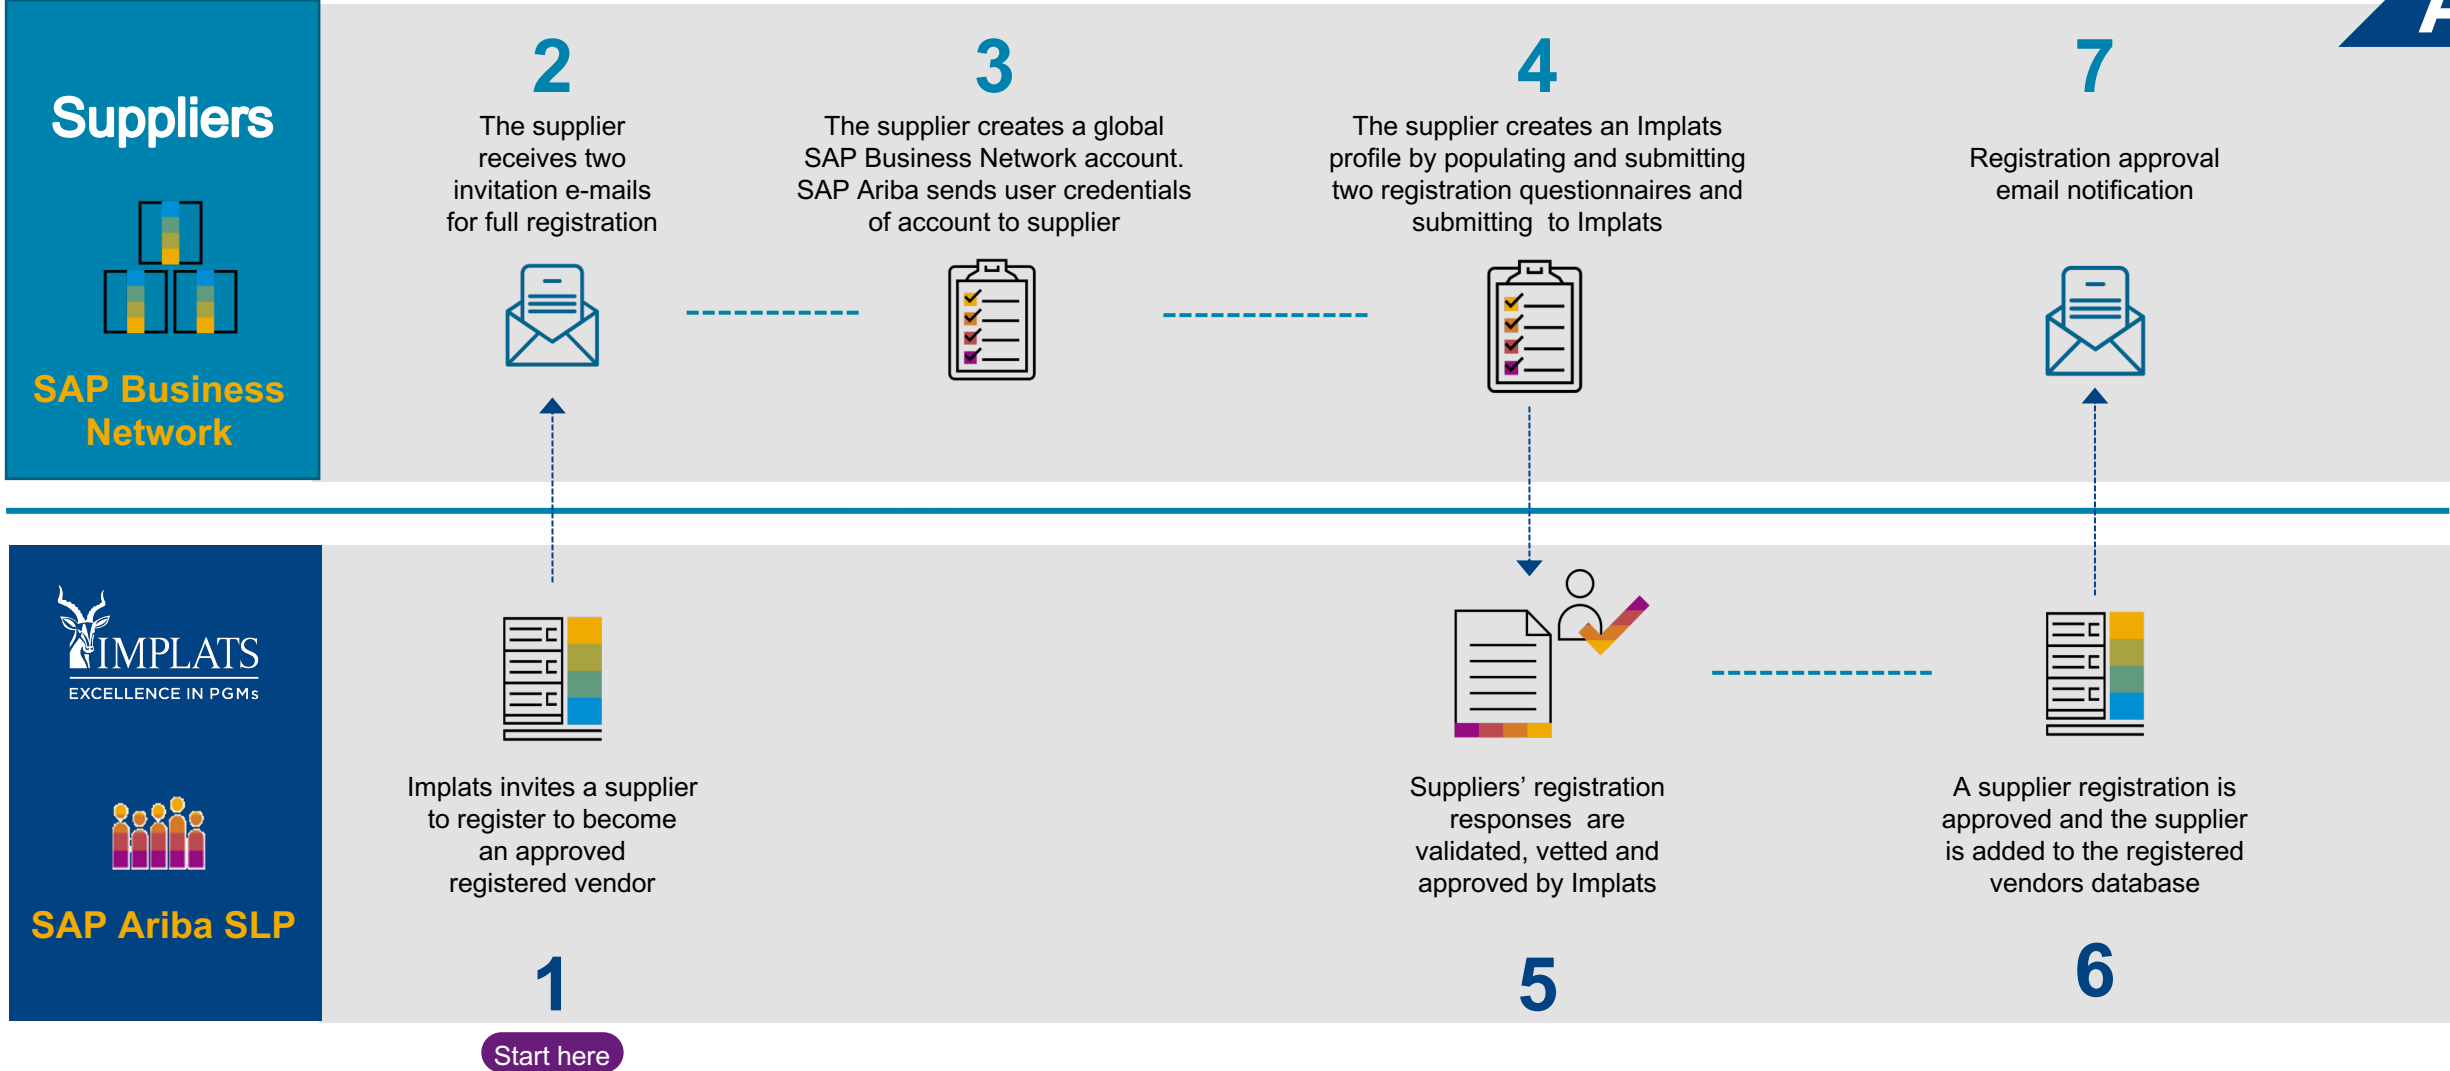 Suppliers
SAP Business
Network
2
The supplier
receives two
invitation e-mails
for full registration
3
The supplier creates a global
SAP Business Network account.
SAP Ariba sends user credentials
of account to supplier
4
The supplier creates an Implats
profile by populating and submitting
two registration questionnaires and
submitting to Implats
7
Registration approval
email notification
IMPLATS
EXCELLENCE IN PGMs
SAP Ariba SLP
Implats invites a supplier
to register to become
an approved
registered vendor
1
Start here
Suppliers’ registration
responses are
validated, vetted and
approved by Implats
5
A supplier registration is
approved and the supplier
is added to the registered
vendors database
6